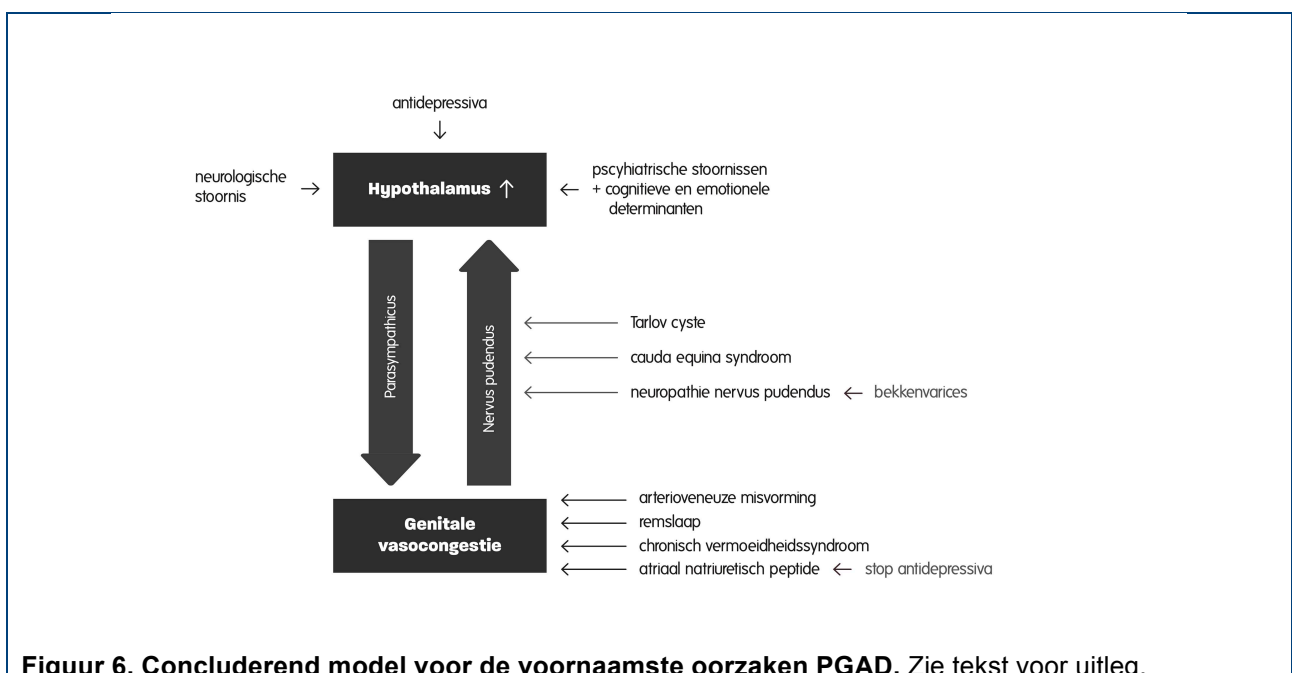 antidepressiva
neurologische
stoornis
Hypothalamus ↑
pscyhiatrische stoornissen
+ cognitieve en emotionele
determinanten
Parasympathicus
Nervus pudendus
Tarlov cyste
cauda equina syndroom
neuropathie nervus pudendus ← bekkenvarices
Genitale
vasocongestie
arterioveneuze misvorming
remslaap
chronisch vermoeidheidssyndroom
atriaal natriuretisch peptide ← stop antidepressiva
Figuur 6. Concluderend model voor de voornaamste oorzaken PGAD. Zie tekst voor uitleg.